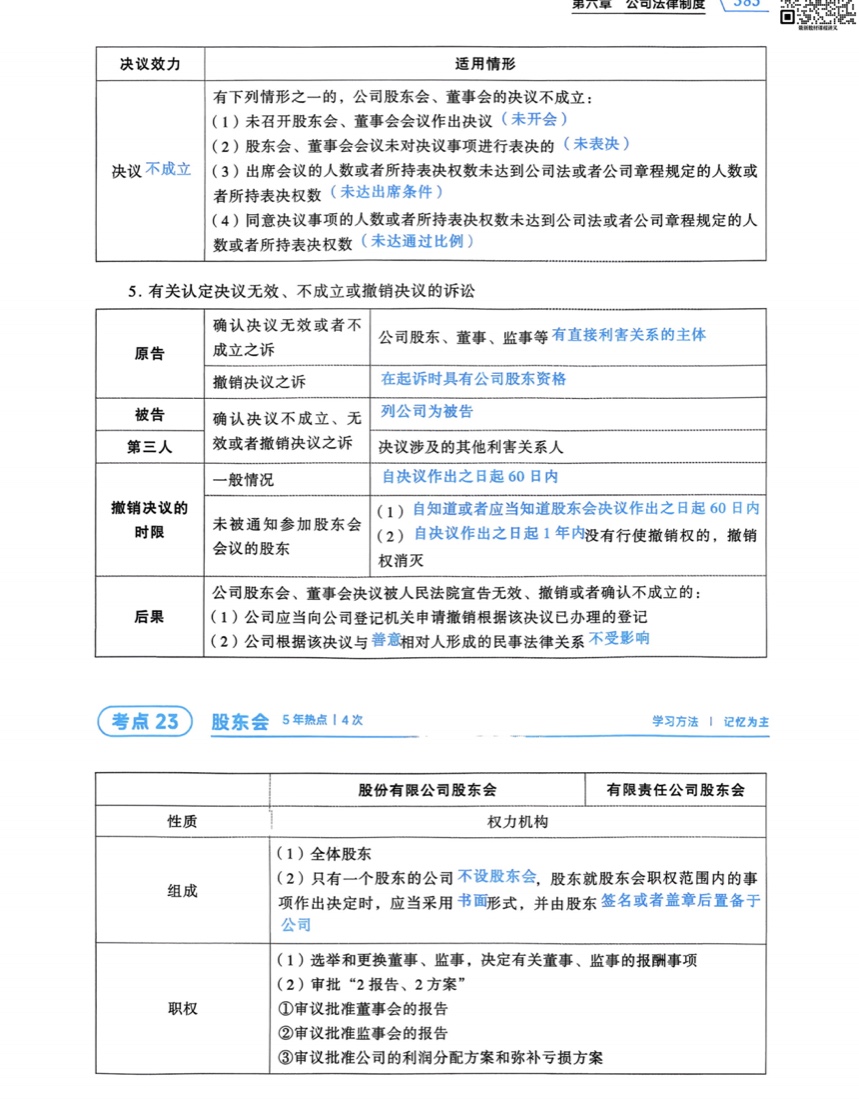 第六章 公司法律制度 385
决议效力 适用情形
有下列情形之一的，公司股东会、董事会的决议不成立：
（1）未召开股东会、董事会会议作出决议（未开会）
（2）股东会、董事会会议未对决议事项进行表决的（未表决）
决议不成立
（3）出席会议的人数或者所持表决权数未达到公司法或者公司章程规定的人数或
者所持表决权数（未达出席条件）
（4）同意决议事项的人数或者所持表决权数未达到公司法或者公司章程规定的人
数或者所持表决权数（未达通过比例）
5. 有关认定决议无效、不成立或撤销决议的诉讼
原告
确认决议无效或者不
成立之诉
公司股东、董事、监事等有直接利害关系的主体
撤销决议之诉 在起诉时具有公司股东资格
被告
确认决议不成立、无
效或者撤销决议之诉
列公司为被告
第三人 决议涉及的其他利害关系人
撤销决议的
时限
一般情况 自决议作出之日起 60 日内
未被通知参加股东会
会议的股东
（1）自知道或者应当知道股东会决议作出之日起 60 日内
（2）自决议作出之日起 1 年内没有行使撤销权的，撤销
权消灭
后果
公司股东会、董事会决议被人民法院宣告无效、撤销或者确认不成立的：
（1）公司应当向公司登记机关申请撤销根据该决议已办理的登记
（2）公司根据该决议与善意相对人形成的民事法律关系不受影响
考点 23 股东会 5 年热点 | 4 次 学习方法 | 记忆为主
股份有限公司股东会 有限责任公司股东会
性质 权力机构
组成
（1）全体股东
（2）只有一个股东的公司不设股东会，股东就股东会职权范围内的事
项作出决定时，应当采用书面形式，并由股东签名或者盖章后置备于
公司
职权
（1）选举和更换董事、监事，决定有关董事、监事的报酬事项
（2）审批“2 报告、2 方案”
①审议批准董事会的报告
②审议批准监事会的报告
③审议批准公司的利润分配方案和弥补亏损方案